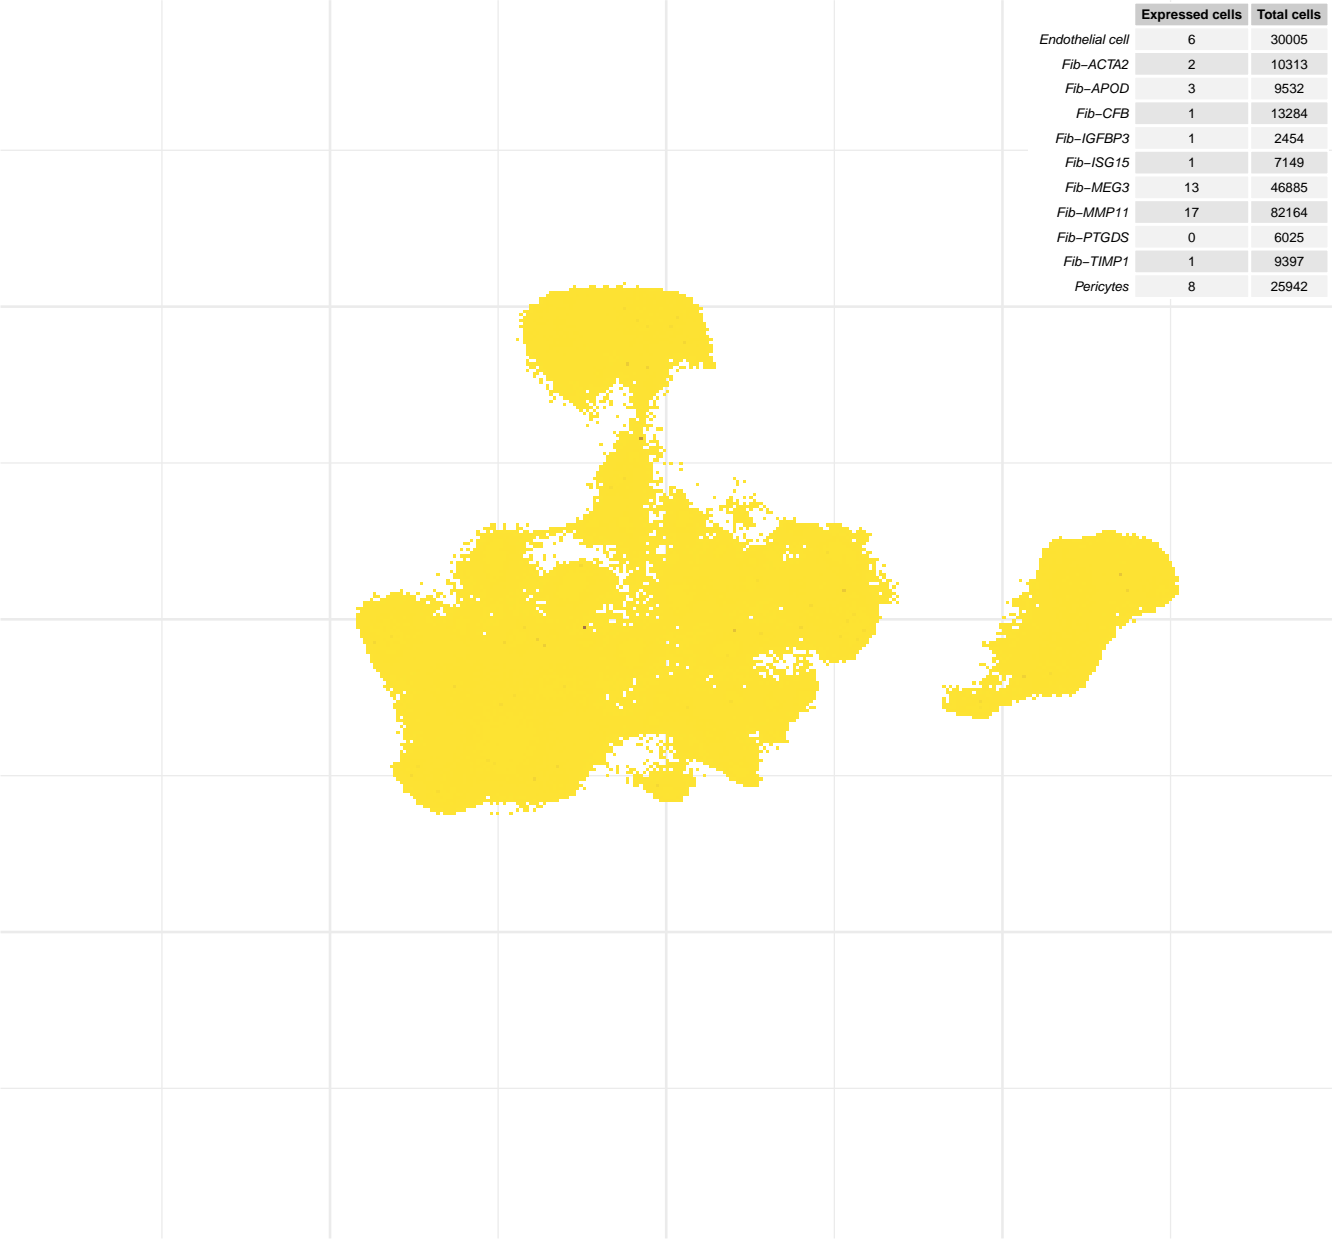 Expressed cells Total cells
Endothelial cell 6 30005
Fib−ACTA2 2 10313
Fib−APOD 3 9532
Fib−CFB 1 13284
Fib−IGFBP3 1 2454
Fib−ISG15 1 7149
Fib−MEG3 13 46885
Fib−MMP11 17 82164
Fib−PTGDS 0 6025
Fib−TIMP1 1 9397
Pericytes 8 25942